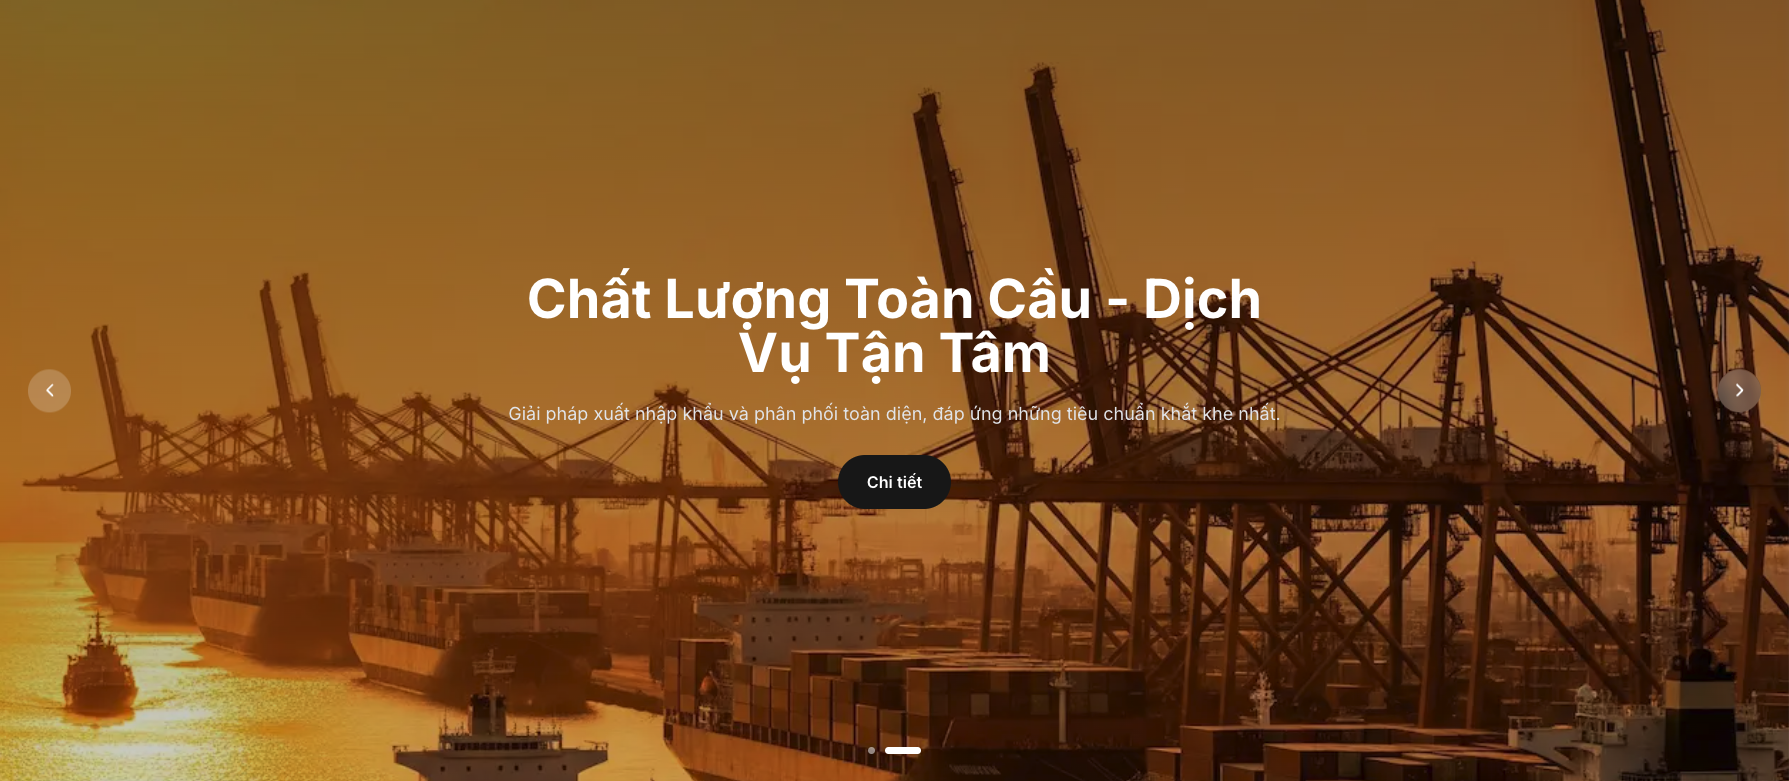 Chất Lượng Toàn Cầu - Dịch
Vụ Tận Tâm
Giải pháp xuất nhập khẩu và phân phối toàn diện, đáp ứng những tiêu chuẩn khắt khe nhất.
Chi tiết